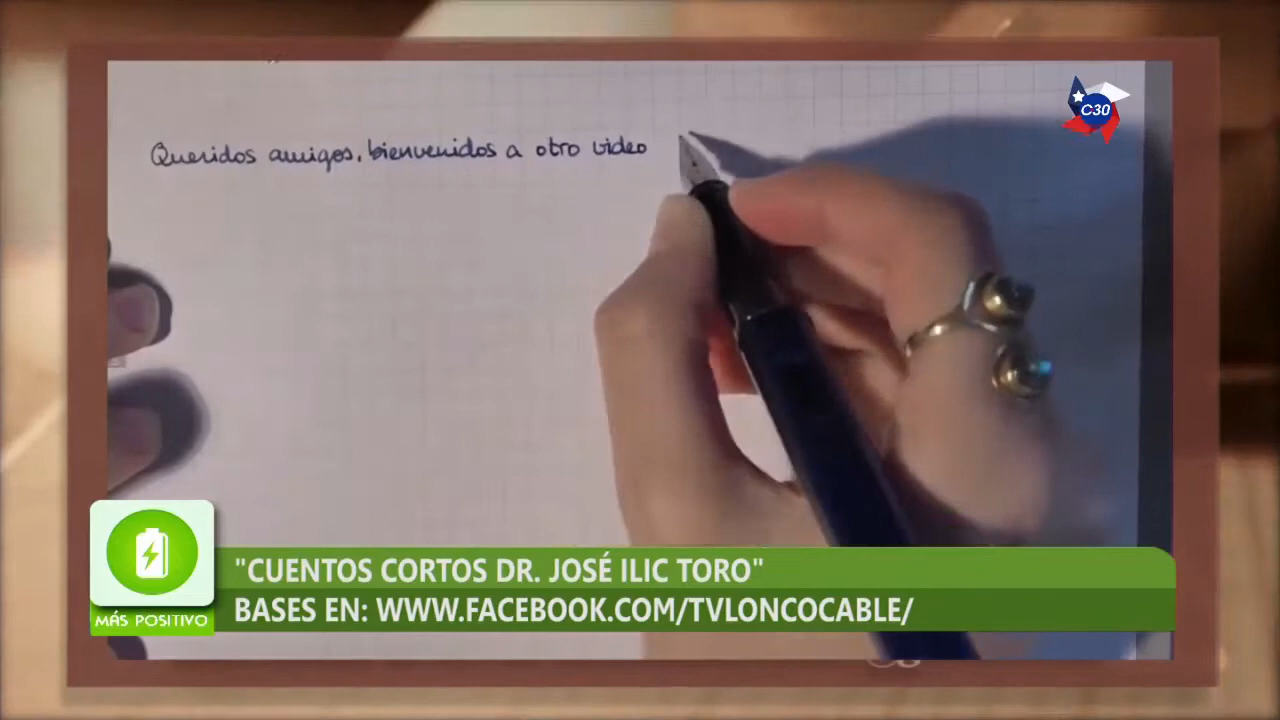 C30
Queridos amigos, bienvenidos a otro video
"CUENTOS CORTOS DR. JOSÉ ILIC TORO"
BASES EN: WWW.FACEBOOK.COM/TVLONCOCABLE/
MÁS POSITIVO